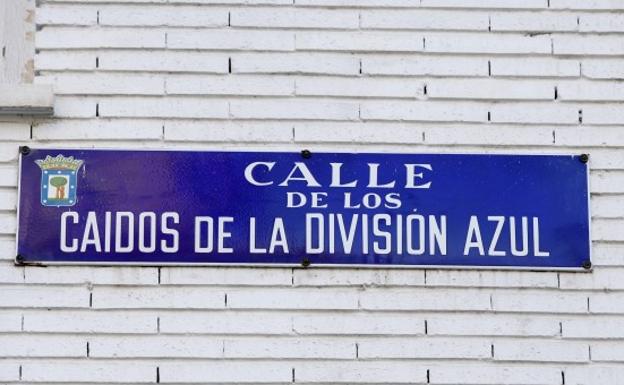 CALLE
DE LOS
CAIDOS DE LA DIVISIÓN AZUL